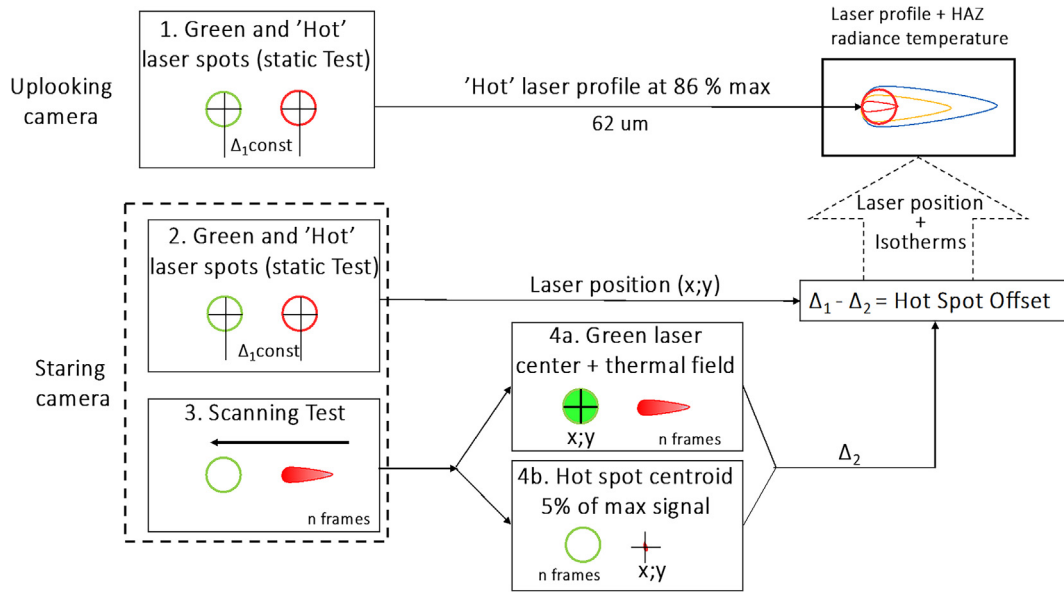 Uplooking
camera
1. Green and ’Hot’
laser spots (static Test)
Δ₁const
’Hot’ laser profile at 86 % max
62 um
Laser profile + HAZ
radiance temperature
Laser position
+
Isotherms
Staring
camera
2. Green and ’Hot’
laser spots (static Test)
Δ₁const
Laser position (x;y)
Δ₁ - Δ₂ = Hot Spot Offset
3. Scanning Test
n frames
4a. Green laser
center + thermal field
x;y
n frames
4b. Hot spot centroid
5% of max signal
n frames
x;y
Δ₂